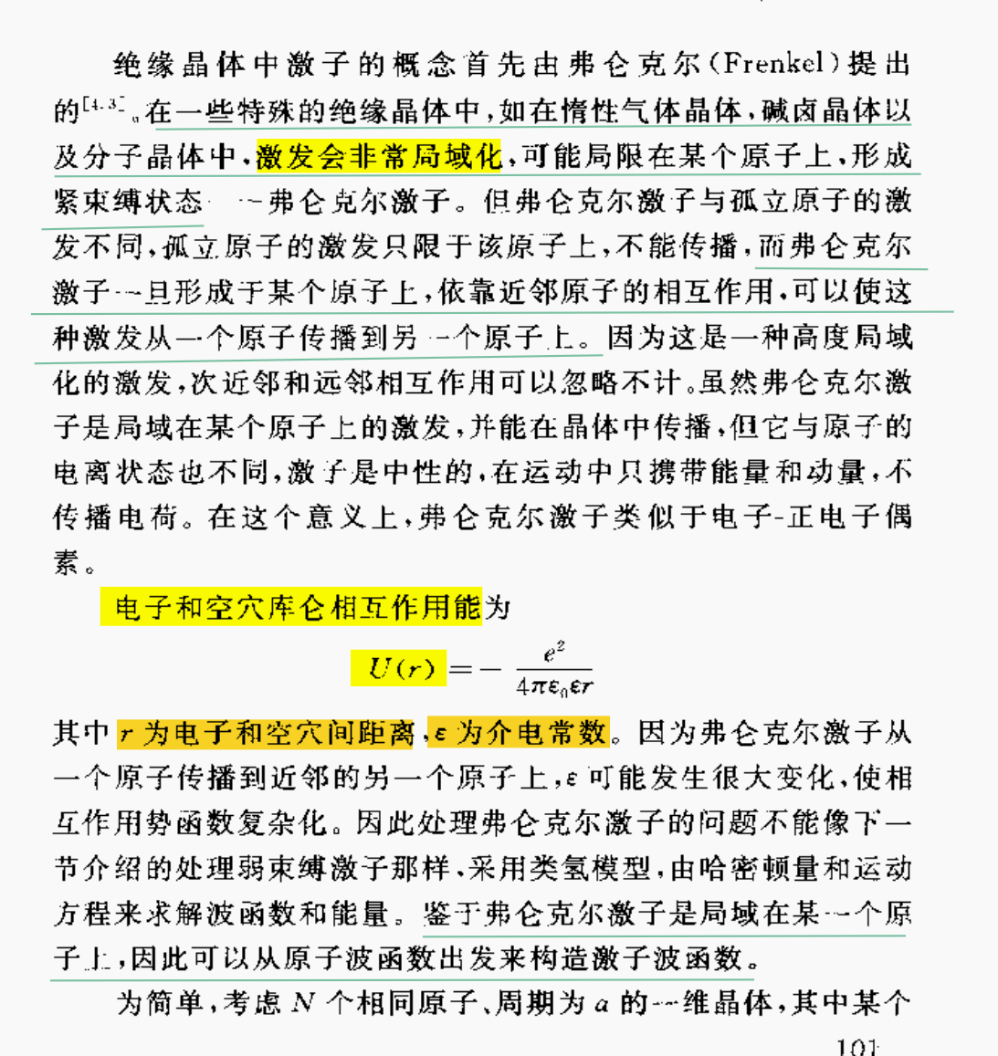 绝缘晶体中激子的概念首先由弗仑克尔(Frenkel)提出
的[4.3]。在一些特殊的绝缘晶体中,如在惰性气体晶体,碱卤晶体以
及分子晶体中,激发会非常局域化,可能局限在某个原子上,形成
紧束缚状态——弗仑克尔激子。但弗仑克尔激子与孤立原子的激
发不同,孤立原子的激发只限于该原子上,不能传播,而弗仑克尔
激子一旦形成于某个原子上,依靠近邻原子的相互作用,可以使这
种激发从一个原子传播到另一个原子上。因为这是一种高度局域
化的激发,次近邻和远邻相互作用可以忽略不计。虽然弗仑克尔激
子是局域在某个原子上的激发,并能在晶体中传播,但它与原子的
电离状态也不同,激子是中性的,在运动中只携带能量和动量,不
传播电荷。在这个意义上,弗仑克尔激子类似于电子-正电子偶
素。
电子和空穴库仑相互作用能为
U(r)=-e²/4πε₀εr
其中 r 为电子和空穴间距离,ε 为介电常数。因为弗仑克尔激子从
一个原子传播到近邻的另一个原子上,ε 可能发生很大变化,使相
互作用势函数复杂化。因此处理弗仑克尔激子的问题不能像下一
节介绍的处理弱束缚激子那样,采用类氢模型,由哈密顿量和运动
方程来求解波函数和能量。鉴于弗仑克尔激子是局域在某一个原
子上,因此可以从原子波函数出发来构造激子波函数。
为简单,考虑 N 个相同原子、周期为 a 的一维晶体,其中某个
101